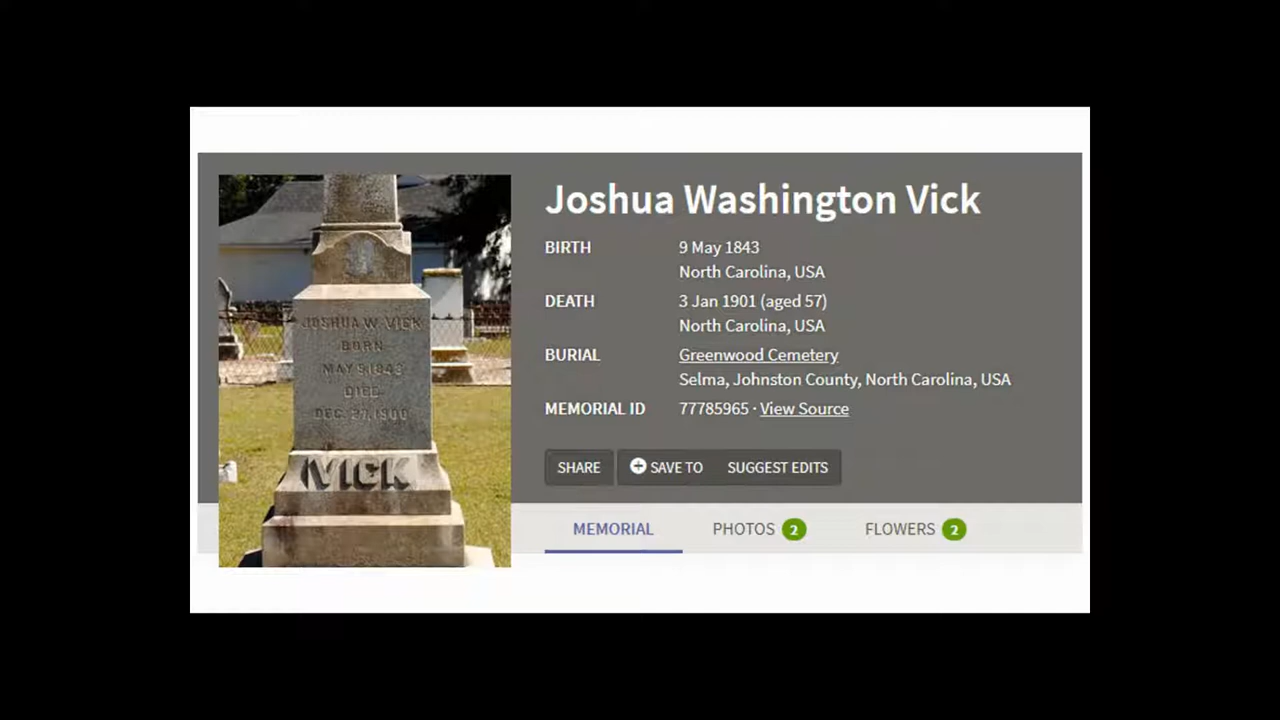 Joshua Washington Vick
BIRTH 9 May 1843
North Carolina, USA
DEATH 3 Jan 1901 (aged 57)
North Carolina, USA
BURIAL Greenwood Cemetery
Selma, Johnston County, North Carolina, USA
MEMORIAL ID 77785965 · View Source
SHARE SAVE TO SUGGEST EDITS
MEMORIAL PHOTOS 2 FLOWERS 2
JOSHUA W. VICK
BORN
MAY 9, 1843
DIED
DEC. 27, 1900
VICK